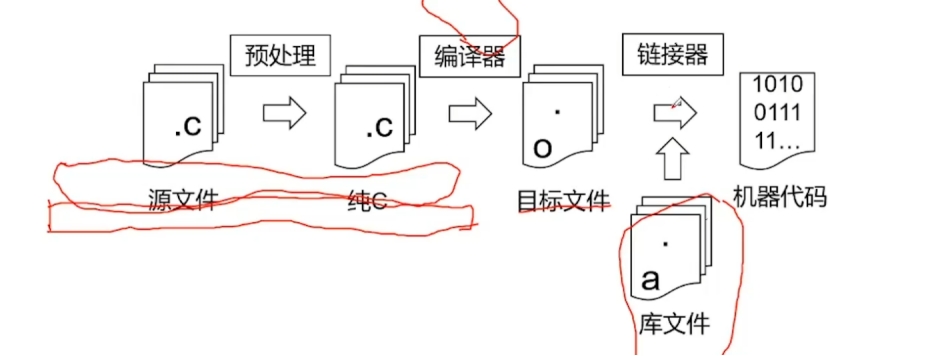 预处理
编译器
链接器
.c
.c
.o
1010
0111
11...
源文件
纯C
目标文件
机器代码
.a
库文件